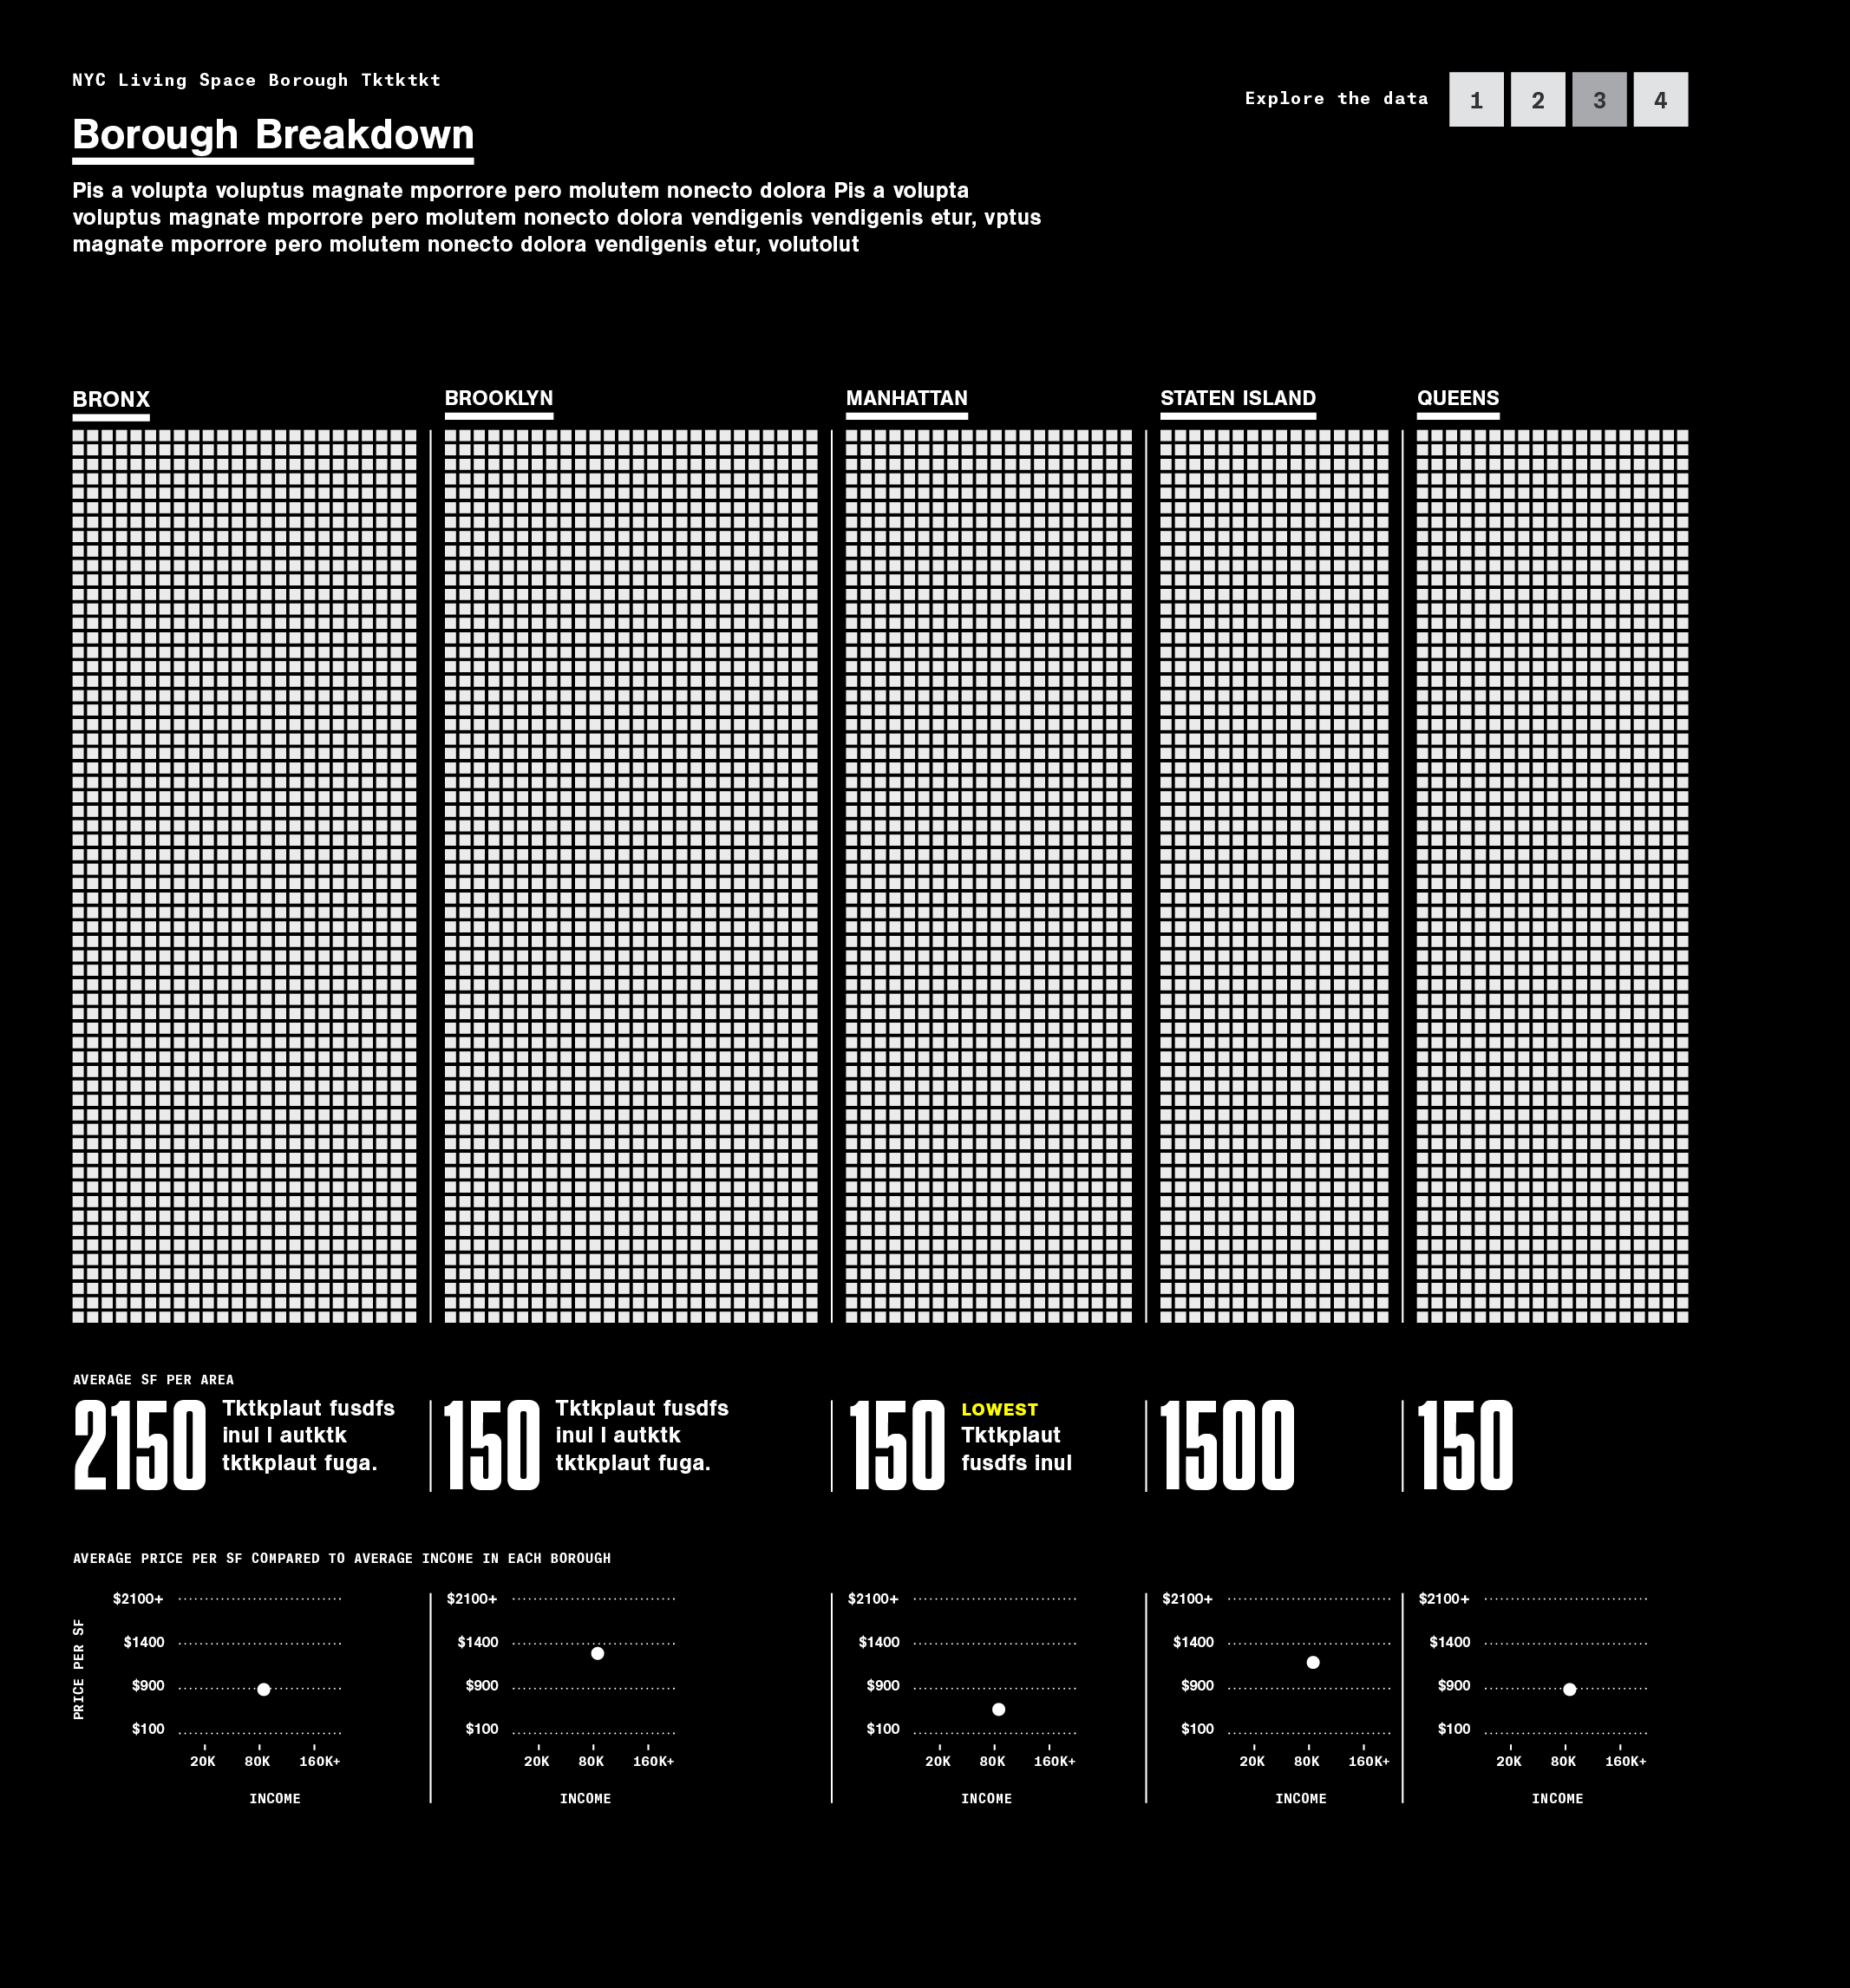 NYC Living Space Borough Tktktkt
Explore the data 1 2 3 4
Borough Breakdown
Pis a volupta voluptus magnate mporrore pero molutem nonecto dolora Pis a volupta
voluptus magnate mporrore pero molutem nonecto dolora vendigenis vendigenis etur, vptus
magnate mporrore pero molutem nonecto dolora vendigenis etur, volutolut
BRONX
BROOKLYN
MANHATTAN
STATEN ISLAND
QUEENS
AVERAGE SF PER AREA
2150
Tktkplaut fusdfs
inul I autktk
tktkplaut fuga.
150
Tktkplaut fusdfs
inul I autktk
tktkplaut fuga.
150
LOWEST
Tktkplaut
fusdfs inul
1500
150
AVERAGE PRICE PER SF COMPARED TO AVERAGE INCOME IN EACH BOROUGH
PRICE PER SF
$2100+
$1400
$900
$100
20K 80K 160K+
INCOME
$2100+
$1400
$900
$100
20K 80K 160K+
INCOME
$2100+
$1400
$900
$100
20K 80K 160K+
INCOME
$2100+
$1400
$900
$100
20K 80K 160K+
INCOME
$2100+
$1400
$900
$100
20K 80K 160K+
INCOME